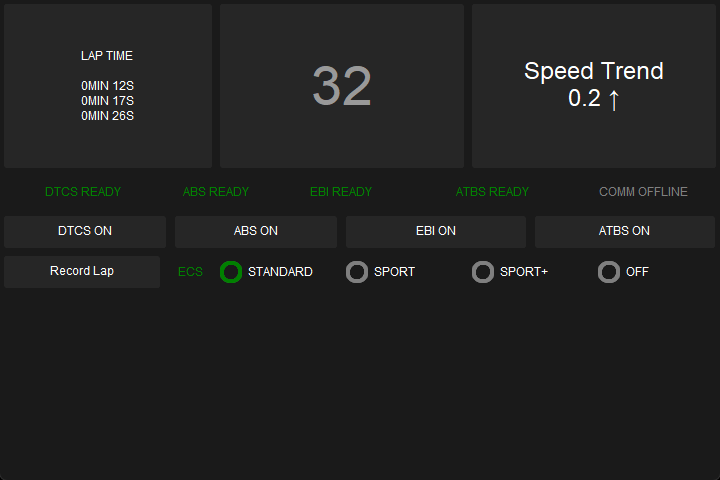 LAP TIME
0MIN 12S
0MIN 17S
0MIN 26S
32
Speed Trend
0.2 ↑
DTCS READY
ABS READY
EBI READY
ATBS READY
COMM OFFLINE
DTCS ON
ABS ON
EBI ON
ATBS ON
Record Lap
ECS
STANDARD
SPORT
SPORT+
OFF